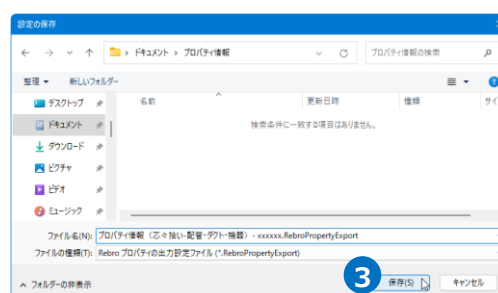 設定の保存
ドキュメント › プロパティ情報
プロパティ情報の検索
整理 ▼ 新しいフォルダー
名前 更新日時 種類 サイ
検索条件に一致する項目はありません。
デスクトップ
ドキュメント
ダウンロード
ピクチャ
ビデオ
ミュージック
ファイル名(N): プロパティ情報（芯々拾い-配管・ダクト・機器）- xxxxxx.RebroPropertyExport
ファイルの種類(T): Rebro プロパティの出力設定ファイル (*.RebroPropertyExport)
フォルダーの非表示
3
保存(S) キャンセル